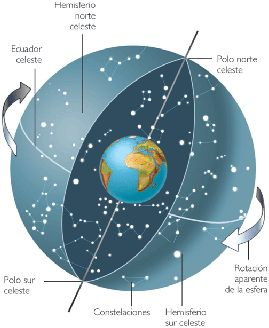 Hemisferio
norte
celeste
Ecuador
celeste
Polo norte
celeste
Rotación
aparente
de la esfera
Polo sur
celeste
Constelaciones
Hemisferio
sur celeste